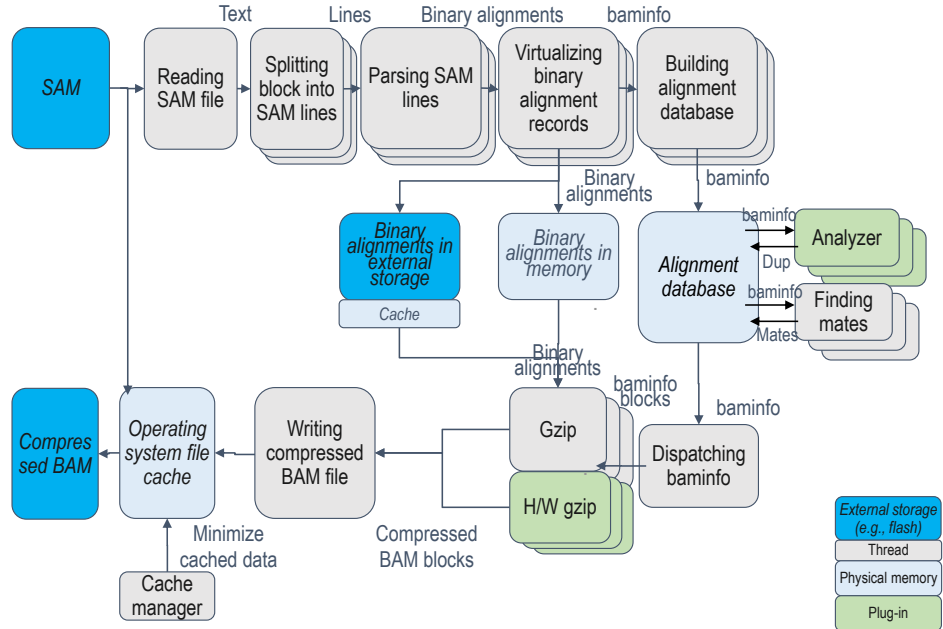 Text
Lines
Binary alignments
baminfo
SAM
Reading
SAM file
Splitting
block into
SAM lines
Parsing SAM
lines
Virtualizing
binary
alignment
records
Building
alignment
database
Binary
alignments
baminfo
Binary
alignments in
external
storage
Cache
Binary
alignments in
memory
Alignment
database
baminfo
Dup
Analyzer
baminfo
Mates
Finding
mates
Binary
alignments
baminfo
blocks
baminfo
Compres
sed BAM
Operating
system file
cache
Writing
compressed
BAM file
Gzip
H/W gzip
Dispatching
baminfo
Minimize
cached data
Compressed
BAM blocks
Cache
manager
External storage
(e.g., flash)
Thread
Physical memory
Plug-in